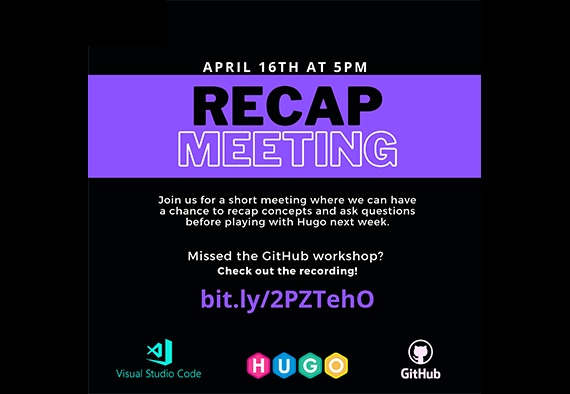 APRIL 16TH AT 5PM
RECAP
MEETING
Join us for a short meeting where we can have
a chance to recap concepts and ask questions
before playing with Hugo next week.
Missed the GitHub workshop?
Check out the recording!
bit.ly/2PZTehO
Visual Studio Code
HUGO
GitHub